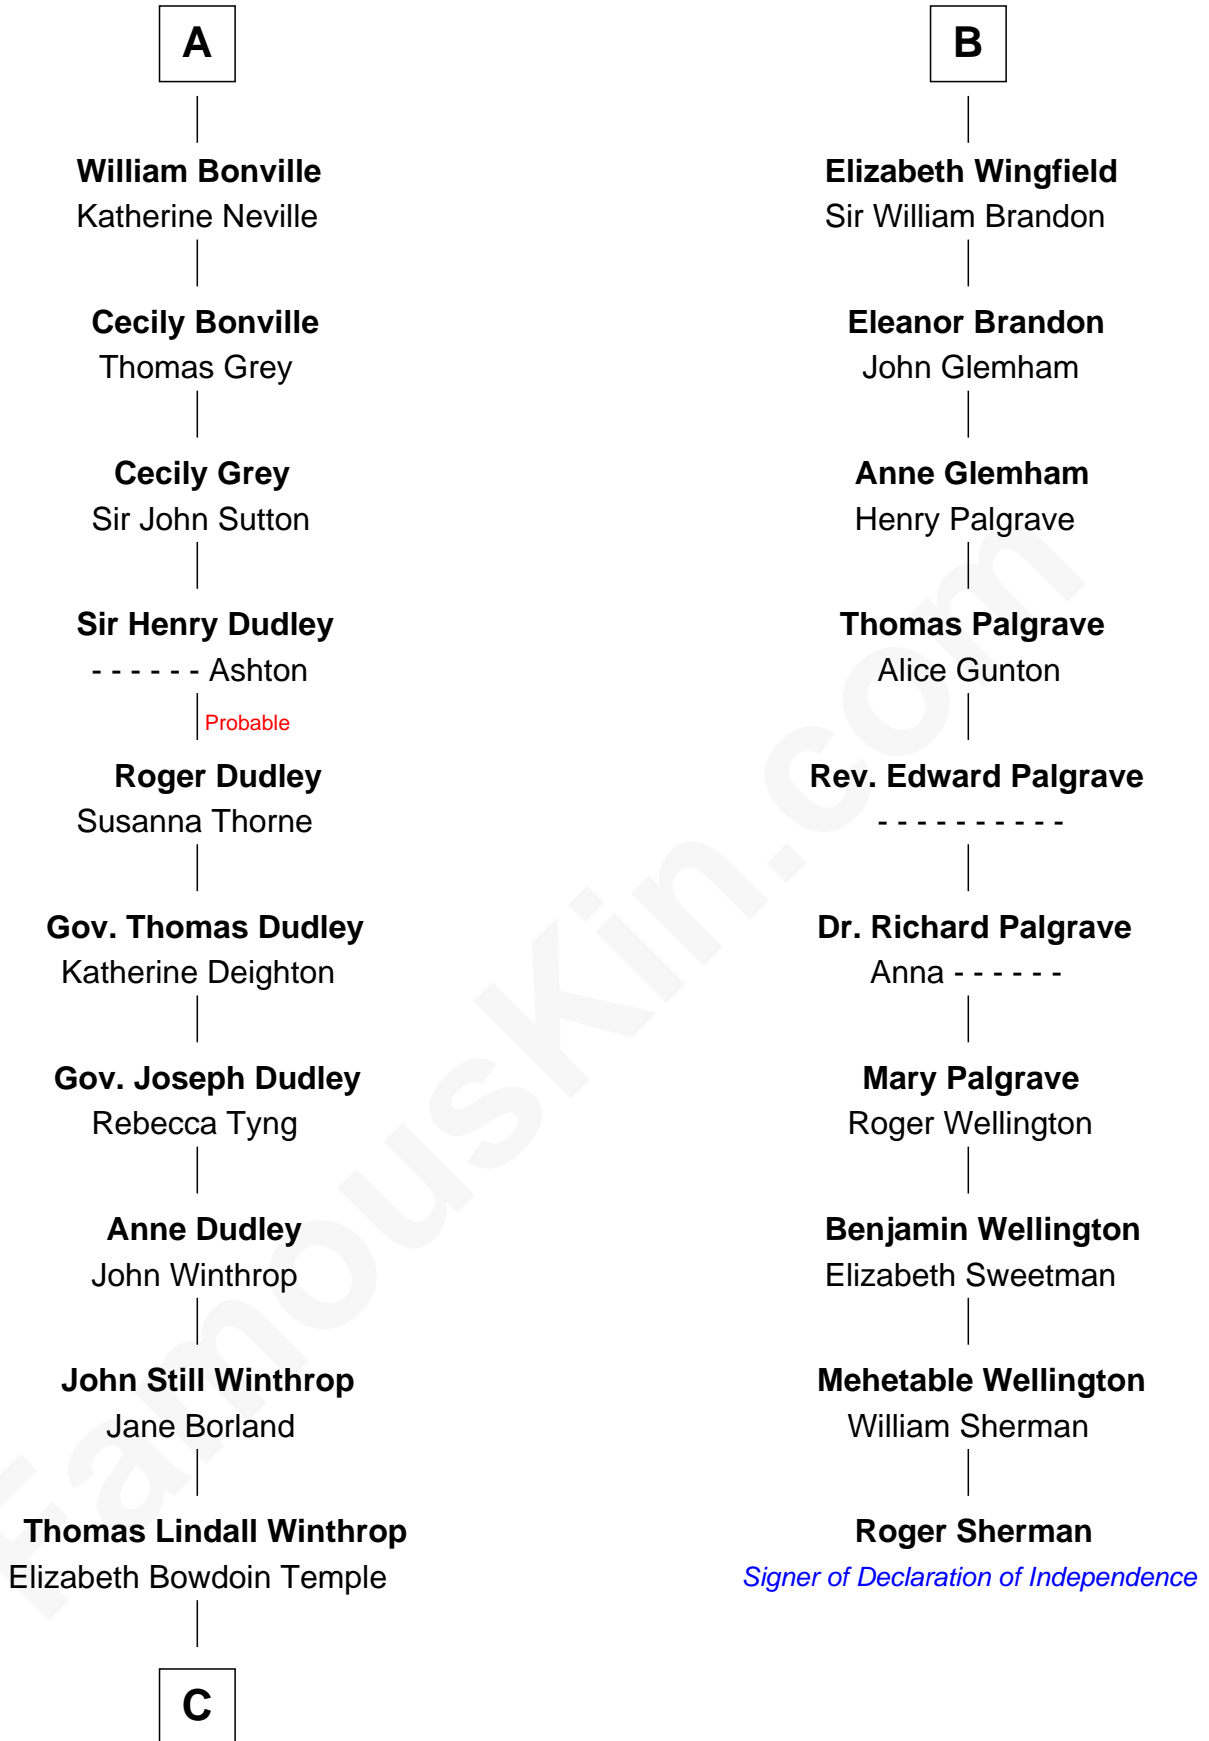 A
William Bonville
Katherine Neville
Cecily Bonville
Thomas Grey
Cecily Grey
Sir John Sutton
Sir Henry Dudley
- - - - - - Ashton
Probable
Roger Dudley
Susanna Thorne
Gov. Thomas Dudley
Katherine Deighton
Gov. Joseph Dudley
Rebecca Tyng
Anne Dudley
John Winthrop
John Still Winthrop
Jane Borland
Thomas Lindall Winthrop
Elizabeth Bowdoin Temple
C
B
Elizabeth Wingfield
Sir William Brandon
Eleanor Brandon
John Glemham
Anne Glemham
Henry Palgrave
Thomas Palgrave
Alice Gunton
Rev. Edward Palgrave
- - - - - - - - - -
Dr. Richard Palgrave
Anna - - - - - -
Mary Palgrave
Roger Wellington
Benjamin Wellington
Elizabeth Sweetman
Mehetable Wellington
William Sherman
Roger Sherman
Signer of Declaration of Independence
FamousKin.com